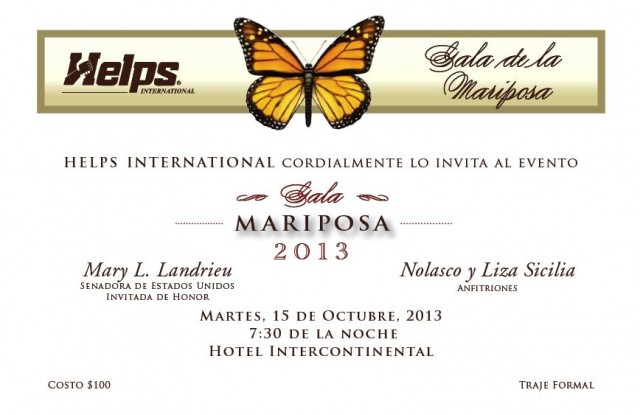 Helps®
INTERNATIONAL
Gala de la
Mariposa
HELPS INTERNATIONAL CORDIALMENTE LO INVITA AL EVENTO
Gala
MARIPOSA
2013
Mary L. Landrieu
Senadora de Estados Unidos
Invitada de Honor
Nolasco y Liza Sicilia
Anfitriones
Martes, 15 de Octubre, 2013
7:30 de la noche
Hotel Intercontinental
Costo $100
Traje Formal